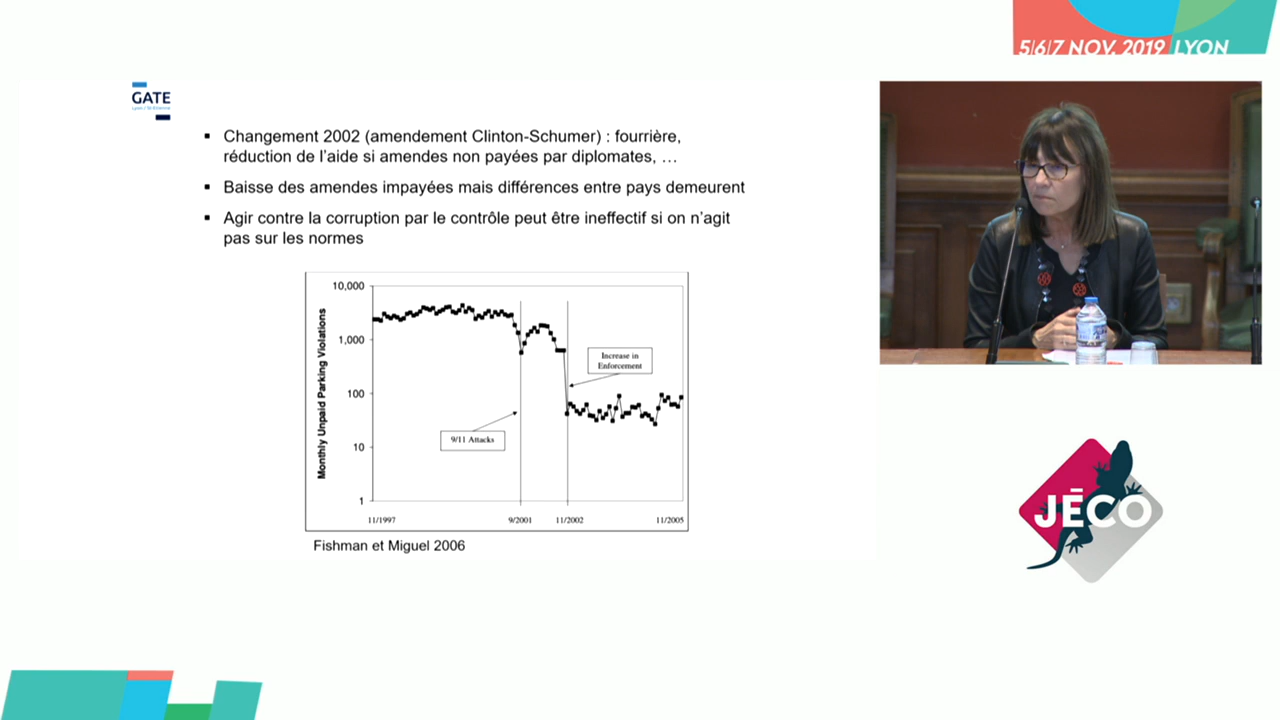 5/6/7 NOV. 2019 LYON
GATE
Lyon / St-Etienne
▪ Changement 2002 (amendement Clinton-Schumer) : fourrière,
réduction de l'aide si amendes non payées par diplomates, …
▪ Baisse des amendes impayées mais différences entre pays demeurent
▪ Agir contre la corruption par le contrôle peut être ineffectif si on n'agit
pas sur les normes
Monthly Unpaid Parking Violations
10,000
1,000
100
10
1
Increase in
Enforcement
9/11 Attacks
11/1997
9/2001
11/2002
11/2005
Fishman et Miguel 2006
JĒCO